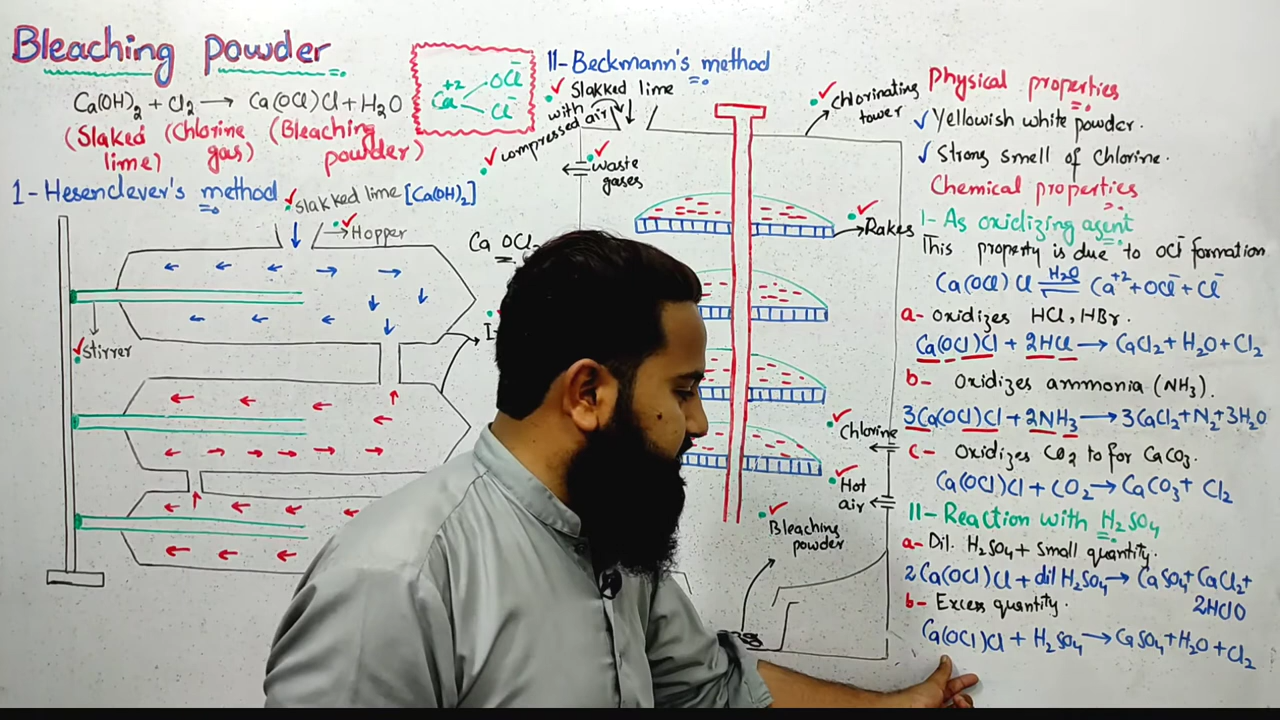 Bleaching powder
Ca(OH)₂ + Cl₂ → Ca(OCl)Cl + H₂O
(Slaked lime) (Chlorine gas) (Bleaching powder)
Ca⁺² OCl⁻ Cl⁻
I- Hesenclever's method
Slakked lime [Ca(OH)₂]
Hopper
Stirrer
Ca OCl₂
II- Beckmann's method
Slakked lime
with compressed air
waste gases
Chlorinating tower
Rakes
Chlorine
Hot air
Bleaching powder
Physical properties
Yellowish white powder.
Strong smell of Chlorine.
Chemical properties
I- As oxidizing agent
This property is due to OCl⁻ formation
Ca(OCl)Cl ⇌ Ca⁺² + OCl⁻ + Cl⁻
H₂O
a- Oxidizes HCl, HBr.
Ca(OCl)Cl + 2HCl → CaCl₂ + H₂O + Cl₂
b- Oxidizes ammonia (NH₃).
3Ca(OCl)Cl + 2NH₃ → 3CaCl₂ + N₂ + 3H₂O
c- Oxidizes CO₂ to for CaCO₃.
Ca(OCl)Cl + CO₂ → CaCO₃ + Cl₂
II- Reaction with H₂SO₄
a- Dil. H₂SO₄ + small quantity.
2Ca(OCl)Cl + dil H₂SO₄ → CaSO₄ + CaCl₂ +
2HClO
b- Excess quantity.
Ca(OCl)Cl + H₂SO₄ → CaSO₄ + H₂O + Cl₂